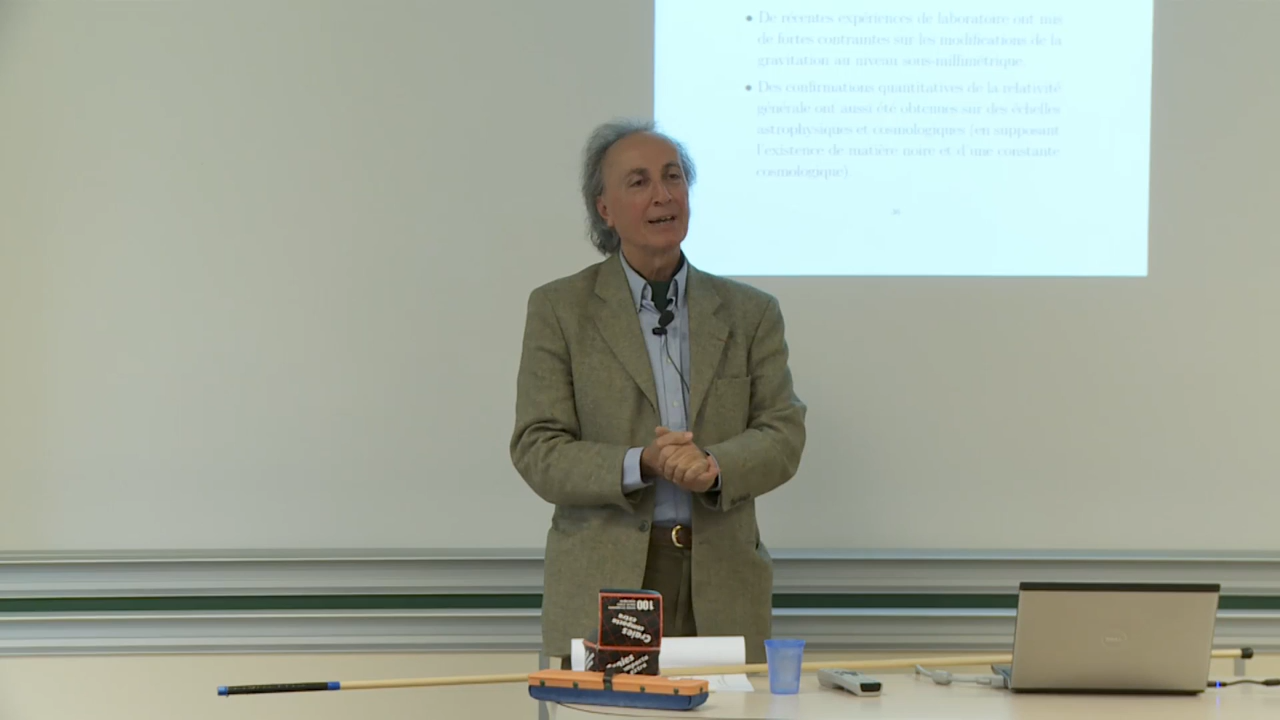 • De récentes expériences de laboratoire ont mis
de fortes contraintes sur les modifications de la
gravitation au niveau sous-millimétrique.
• Des confirmations quantitatives de la relativité
générale ont aussi été obtenues sur des échelles
astrophysiques et cosmologiques (en supposant
l'existence de matière noire et d'une constante
cosmologique)
100
Craies
DELL